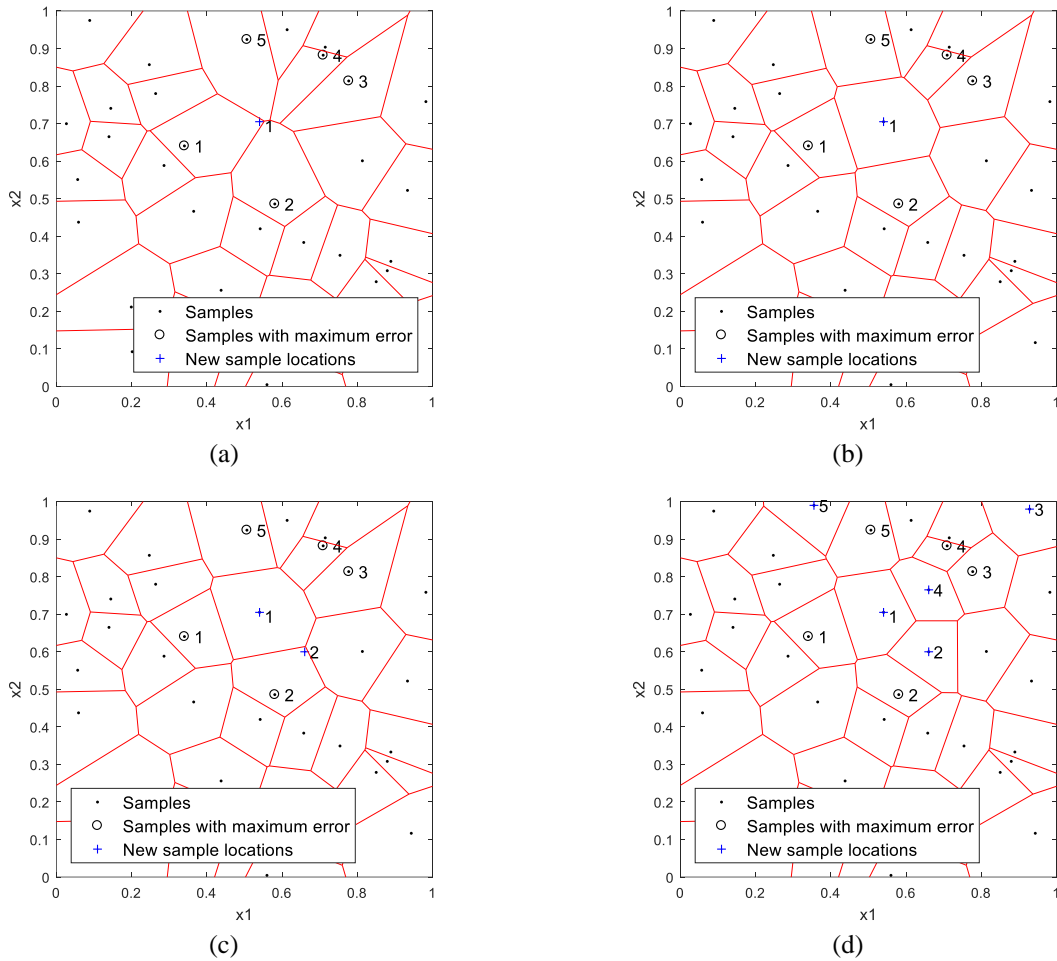 1
0.9
0.8
0.7
0.6
0.5
0.4
0.3
0.2
0.1
0
x2
5
4
3
1
1
2
Samples
Samples with maximum error
New sample locations
0 0.2 0.4 0.6 0.8 1
x1
(a)
1
0.9
0.8
0.7
0.6
0.5
0.4
0.3
0.2
0.1
0
x2
5
4
3
1
1
2
Samples
Samples with maximum error
New sample locations
0 0.2 0.4 0.6 0.8 1
x1
(b)
1
0.9
0.8
0.7
0.6
0.5
0.4
0.3
0.2
0.1
0
x2
5
4
3
1
1
2
2
Samples
Samples with maximum error
New sample locations
0 0.2 0.4 0.6 0.8 1
x1
(c)
1
0.9
0.8
0.7
0.6
0.5
0.4
0.3
0.2
0.1
0
x2
5
3
5
4
3
4
1
1
2
2
Samples
Samples with maximum error
New sample locations
0 0.2 0.4 0.6 0.8 1
x1
(d)